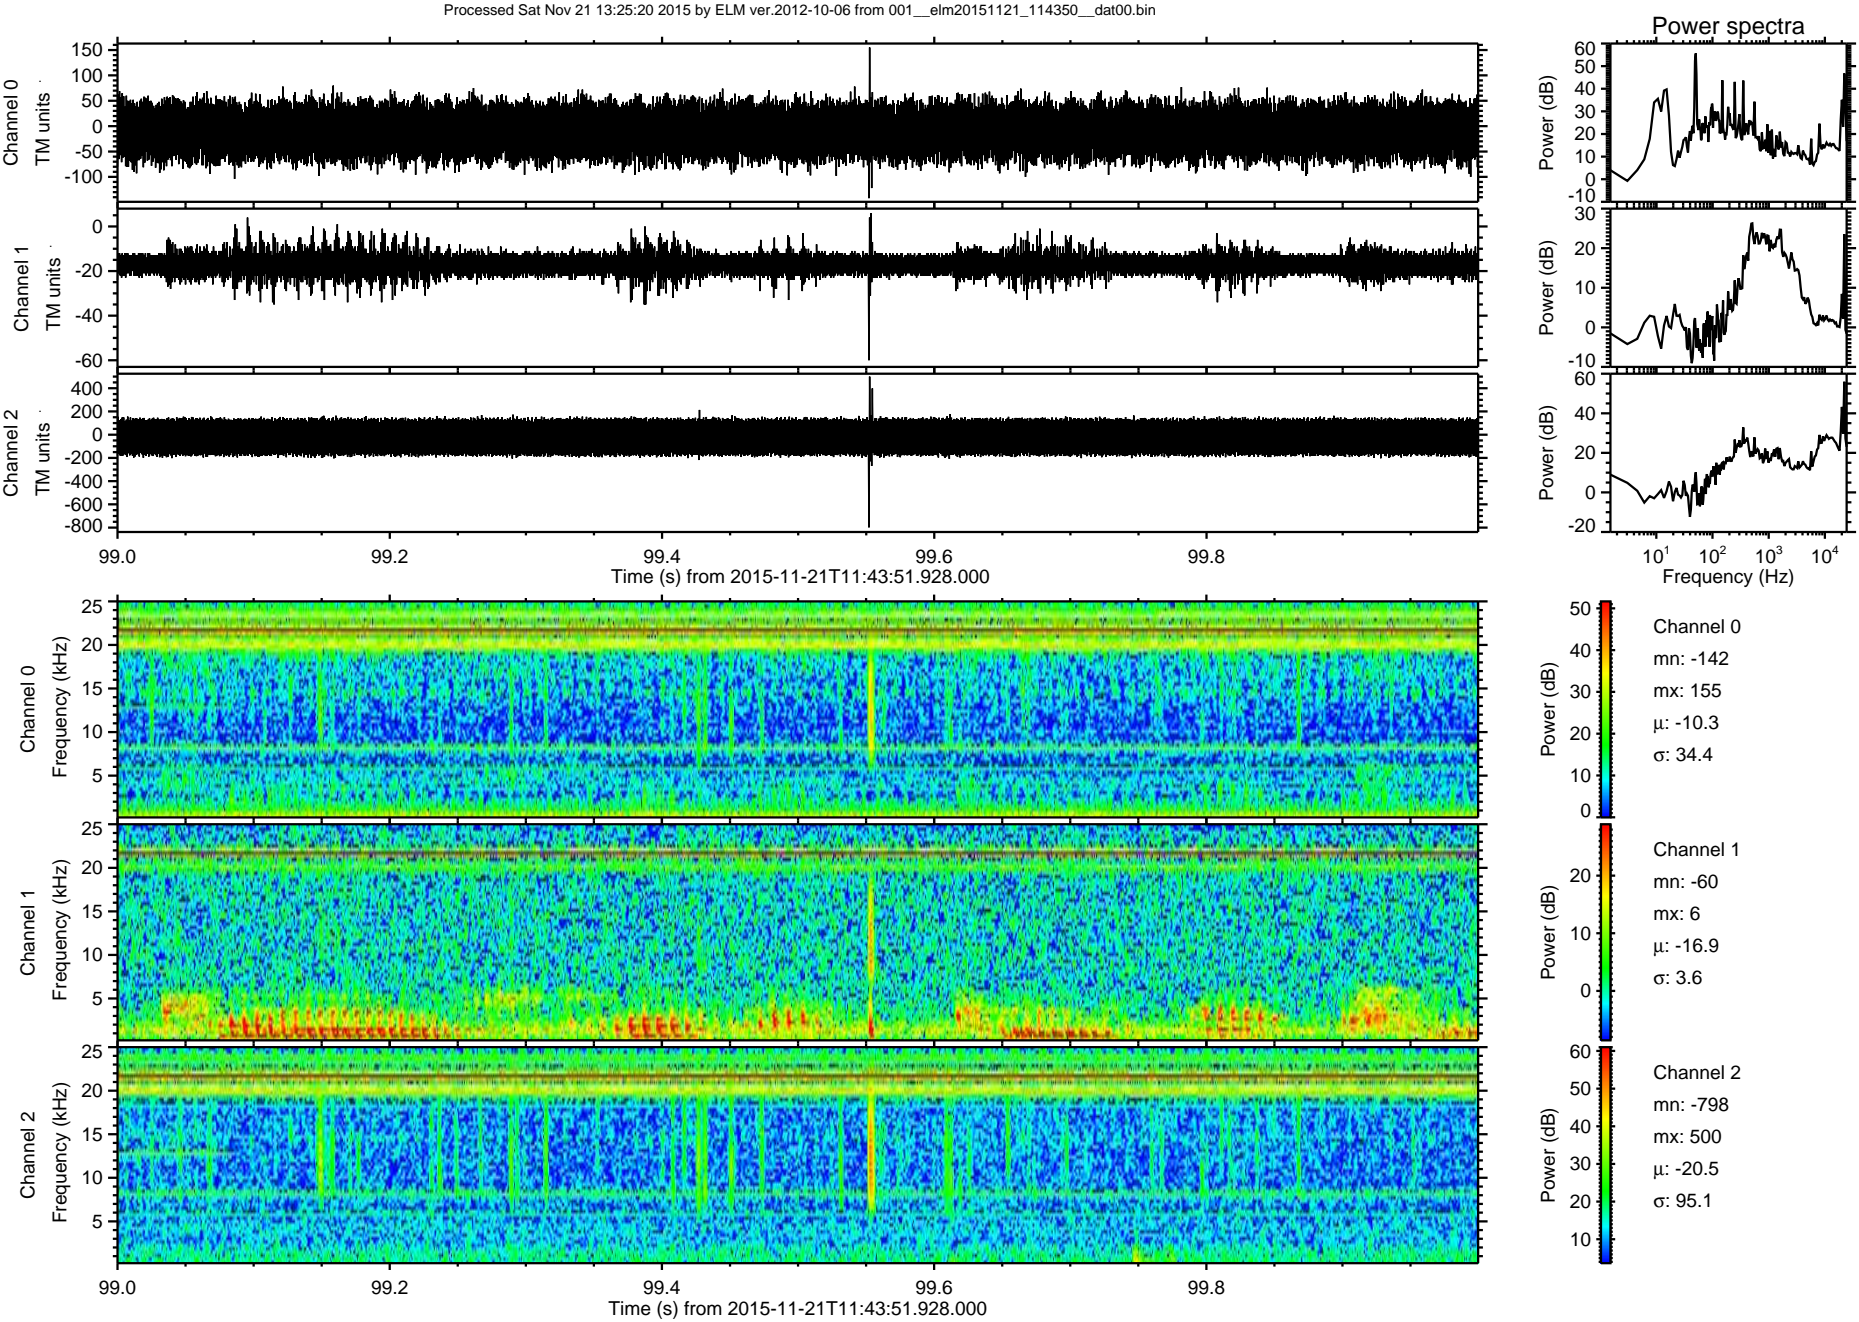 Processed Sat Nov 21 13:25:20 2015 by ELM ver.2012-10-06 from 001__elm20151121_114350__dat00.bin
Power spectra
Channel 0
TM units
150
100
50
0
-50
-100
Power (dB)
60
50
40
30
20
10
0
-10
Channel 1
TM units
0
-20
-40
-60
Power (dB)
30
20
10
0
-10
Channel 2
TM units
400
200
0
-200
-400
-600
-800
Power (dB)
60
40
20
0
-20
99.0 99.2 99.4 99.6 99.8
Time (s) from 2015-11-21T11:43:51.928.000
10¹ 10² 10³ 10⁴
Frequency (Hz)
Channel 0
Frequency (kHz)
25
20
15
10
5
Power (dB)
50
40
30
20
10
0
Channel 0
mn: -142
mx: 155
μ: -10.3
σ: 34.4
Channel 1
Frequency (kHz)
25
20
15
10
5
Power (dB)
20
10
0
Channel 1
mn: -60
mx: 6
μ: -16.9
σ: 3.6
Channel 2
Frequency (kHz)
25
20
15
10
5
Power (dB)
60
50
40
30
20
10
Channel 2
mn: -798
mx: 500
μ: -20.5
σ: 95.1
99.0 99.2 99.4 99.6 99.8
Time (s) from 2015-11-21T11:43:51.928.000